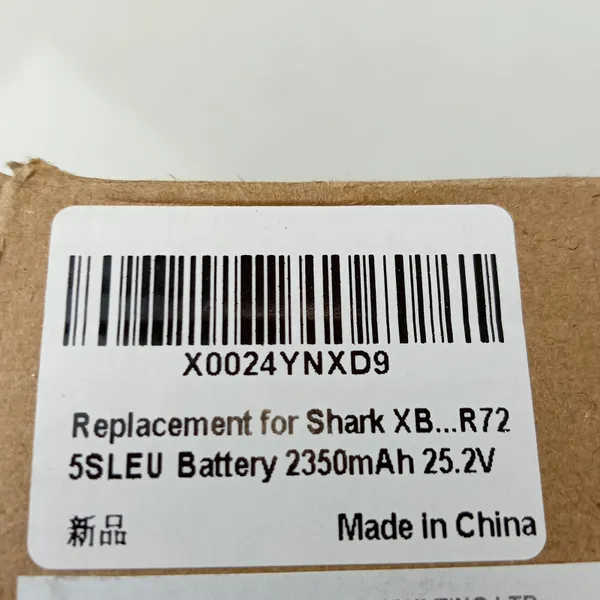 X0024YNXD9
Replacement for Shark XB...R72
5SLEU Battery 2350mAh 25.2V
新品
Made in China